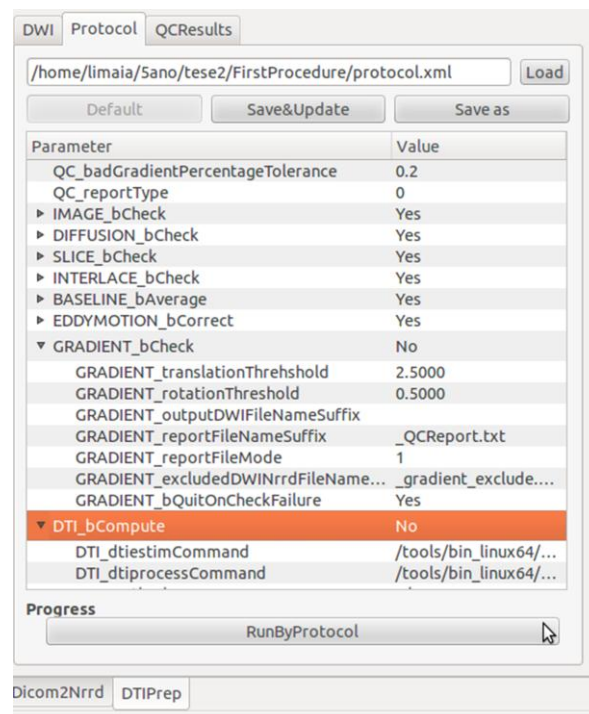 DWI Protocol QCResults
/home/limaia/5ano/tese2/FirstProcedure/protocol.xml Load
Default Save&Update Save as
Parameter Value
QC_badGradientPercentageTolerance 0.2
QC_reportType 0
IMAGE_bCheck Yes
DIFFUSION_bCheck Yes
SLICE_bCheck Yes
INTERLACE_bCheck Yes
BASELINE_bAverage Yes
EDDYMOTION_bCorrect Yes
GRADIENT_bCheck No
GRADIENT_translationThrehshold 2.5000
GRADIENT_rotationThreshold 0.5000
GRADIENT_outputDWIFileNameSuffix
GRADIENT_reportFileNameSuffix _QCReport.txt
GRADIENT_reportFileMode 1
GRADIENT_excludedDWINrrdFileName... _gradient_exclude....
GRADIENT_bQuitOnCheckFailure Yes
DTI_bCompute No
DTI_dtiestimCommand /tools/bin_linux64/...
DTI_dtiprocessCommand /tools/bin_linux64/...
Progress
RunByProtocol
Dicom2Nrrd DTIPrep